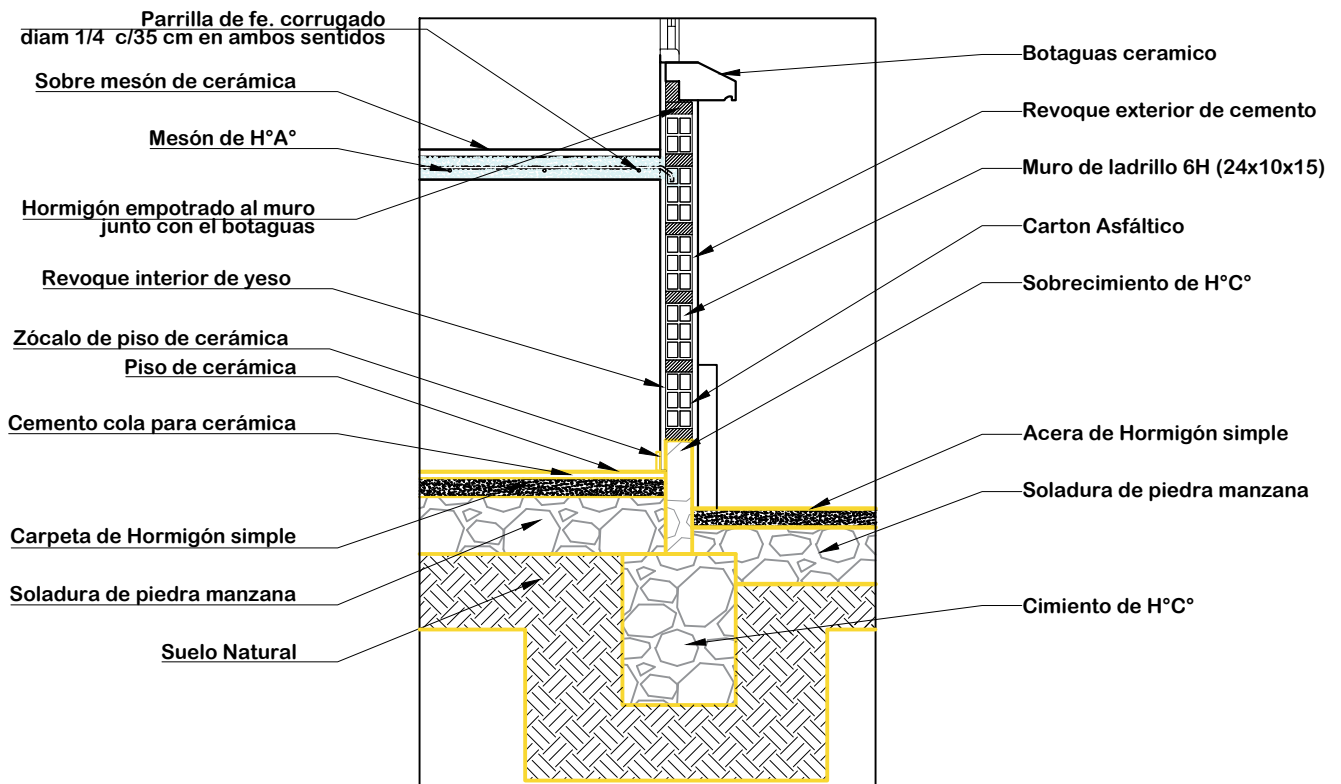 Parrilla de fe. corrugado
diam 1/4 c/35 cm en ambos sentidos
Sobre mesón de cerámica
Mesón de H°A°
Hormigón empotrado al muro
junto con el botaguas
Revoque interior de yeso
Zócalo de piso de cerámica
Piso de cerámica
Cemento cola para cerámica
Carpeta de Hormigón simple
Soladura de piedra manzana
Suelo Natural
Botaguas ceramico
Revoque exterior de cemento
Muro de ladrillo 6H (24x10x15)
Carton Asfáltico
Sobrecimiento de H°C°
Acera de Hormigón simple
Soladura de piedra manzana
Cimiento de H°C°